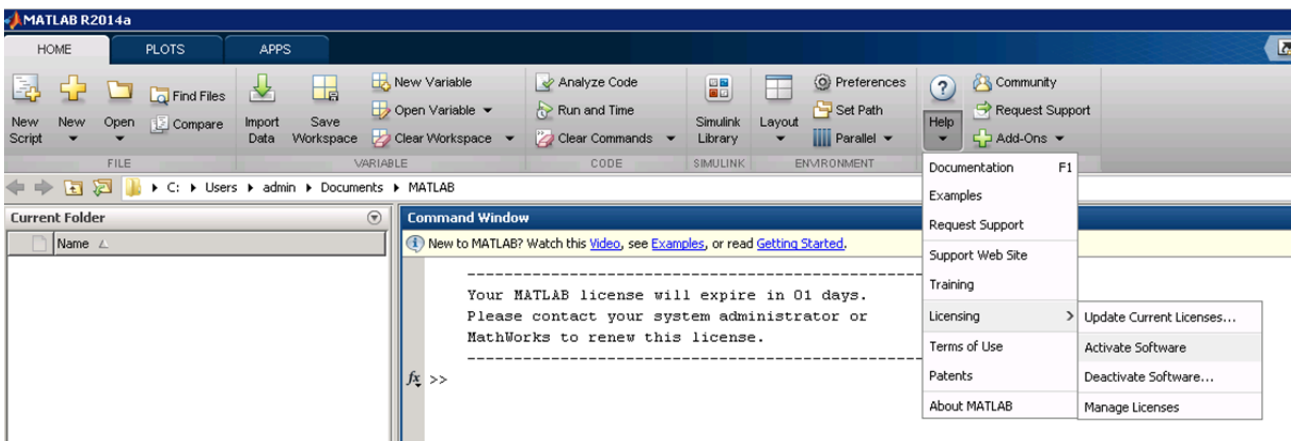 MATLAB R2014a
HOME PLOTS APPS
New Script
New
Open
Find Files
Compare
FILE
Import Data
Save Workspace
New Variable
Open Variable
Clear Workspace
VARIABLE
Analyze Code
Run and Time
Clear Commands
CODE
Simulink Library
SIMULINK
Layout
Preferences
Set Path
Parallel
ENVIRONMENT
?
Help
Community
Request Support
Add-Ons
C: Users admin Documents MATLAB
Current Folder
Name
Command Window
New to MATLAB? Watch this Video, see Examples, or read Getting Started.
Your MATLAB license will expire in 01 days.
Please contact your system administrator or
MathWorks to renew this license.
fx >>
Documentation F1
Examples
Request Support
Support Web Site
Training
Licensing >
Terms of Use
Patents
About MATLAB
Update Current Licenses...
Activate Software
Deactivate Software...
Manage Licenses